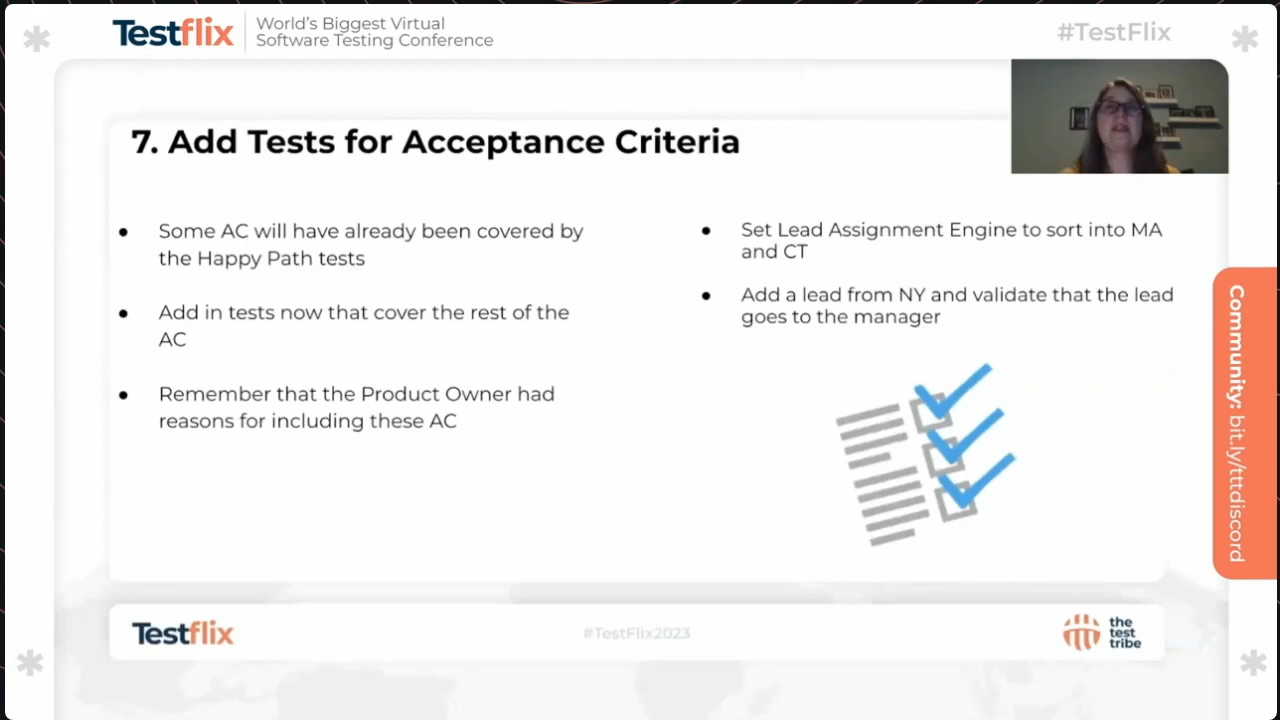 Testflix
World's Biggest Virtual
Software Testing Conference
#TestFlix
7. Add Tests for Acceptance Criteria
● Some AC will have already been covered by
the Happy Path tests
● Add in tests now that cover the rest of the
AC
● Remember that the Product Owner had
reasons for including these AC
● Set Lead Assignment Engine to sort into MA
and CT
● Add a lead from NY and validate that the lead
goes to the manager
Community: bit.ly/tttdiscord
Testflix
#TestFlix2023
the
test
tribe